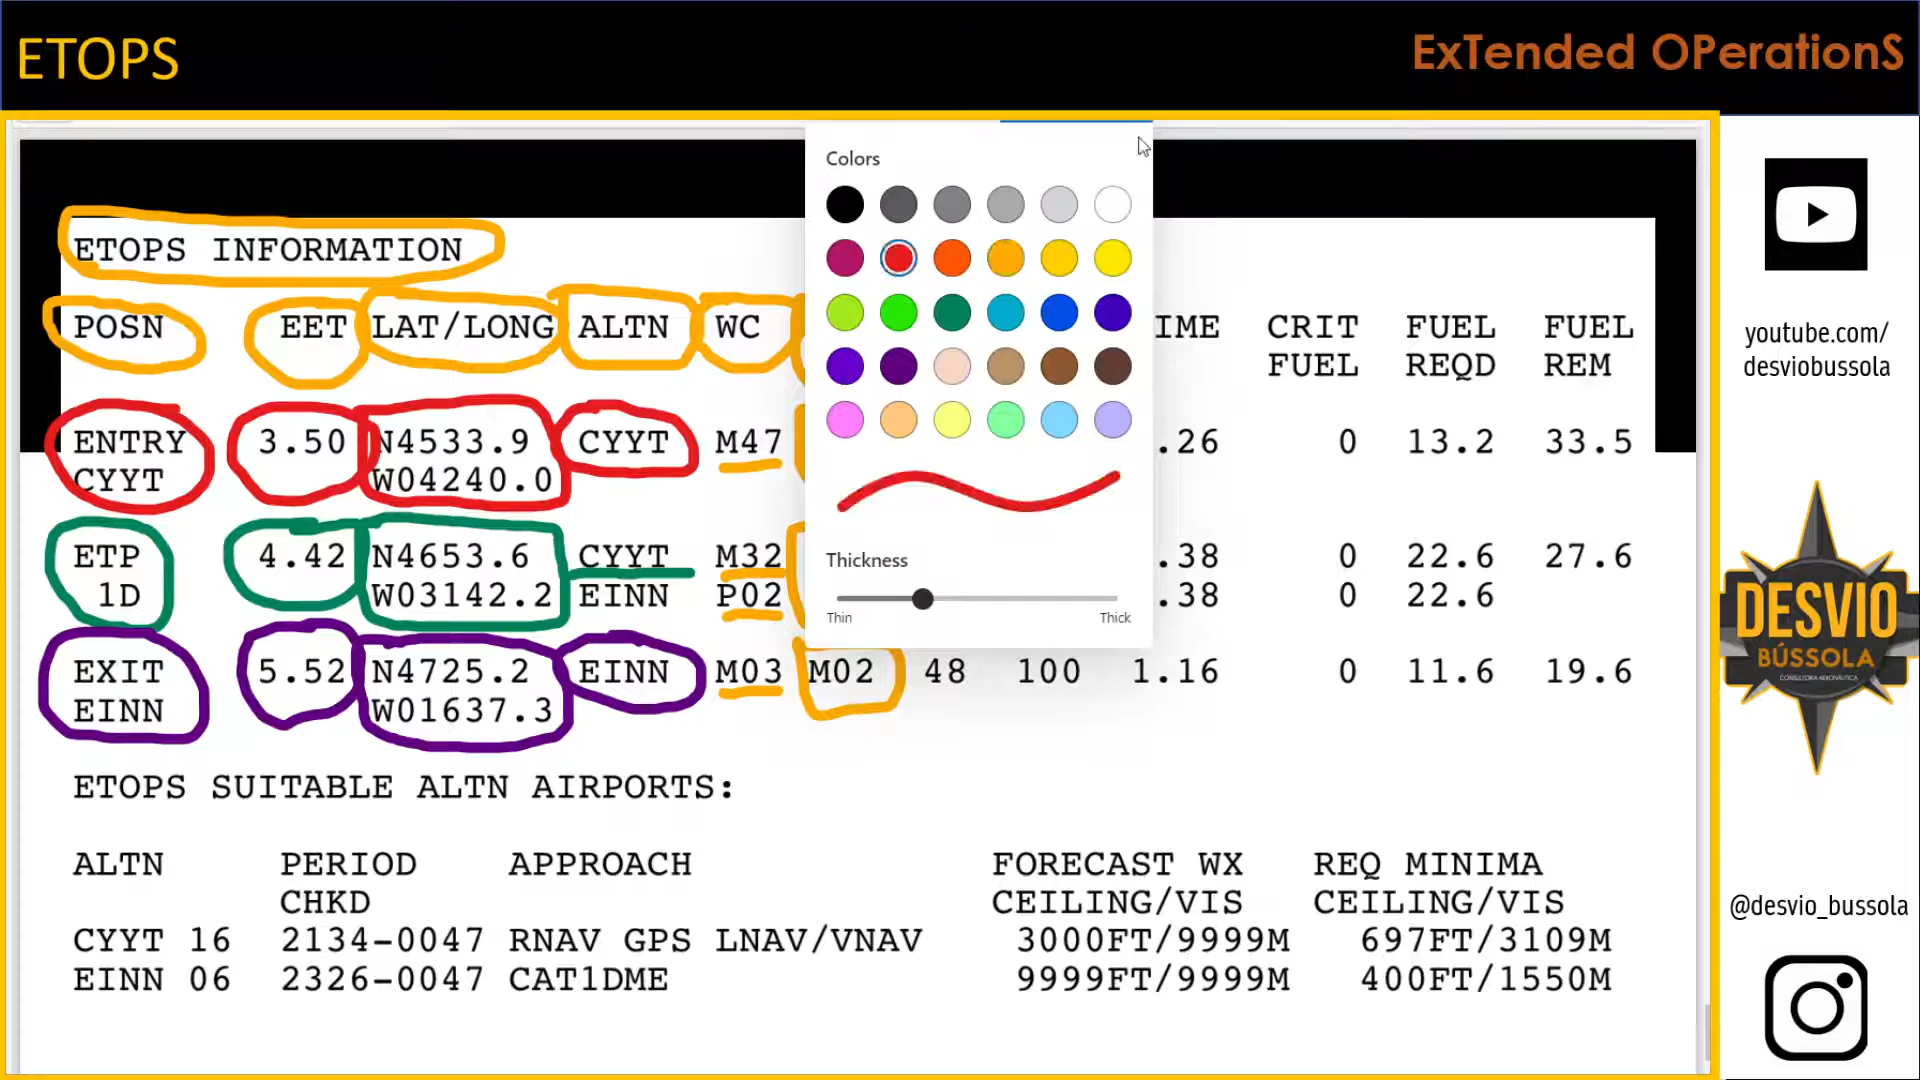 ETOPS
ExTended OPerationS
ETOPS INFORMATION
POSN EET LAT/LONG ALTN WC IME CRIT FUEL FUEL
FUEL REQD REM
ENTRY 3.50 N4533.9 CYYT M47 .26 0 13.2 33.5
CYYT W04240.0
ETP 4.42 N4653.6 CYYT M32 .38 0 22.6 27.6
1D W03142.2 EINN P02 .38 0 22.6
EXIT 5.52 N4725.2 EINN M03 M02 48 100 1.16 0 11.6 19.6
EINN W01637.3
ETOPS SUITABLE ALTN AIRPORTS:
ALTN PERIOD APPROACH FORECAST WX REQ MINIMA
CHKD CEILING/VIS CEILING/VIS
CYYT 16 2134-0047 RNAV GPS LNAV/VNAV 3000FT/9999M 697FT/3109M
EINN 06 2326-0047 CAT1DME 9999FT/9999M 400FT/1550M
Colors
Thickness
Thin Thick
youtube.com/
desviobussola
DESVIO
BÚSSOLA
CONSULTORIA AERONÁUTICA
@desvio_bussola